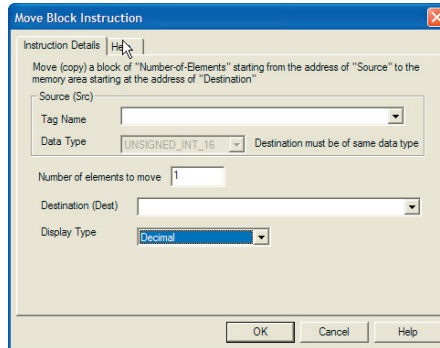 Move Block Instruction
Instruction Details
Move (copy) a block of "Number-of-Elements" starting from the address of "Source" to the
memory area starting at the address of "Destination"
Source (Src)
Tag Name
Data Type UNSIGNED_INT_16 Destination must be of same data type
Number of elements to move 1
Destination (Dest)
Display Type Decimal
OK Cancel Help